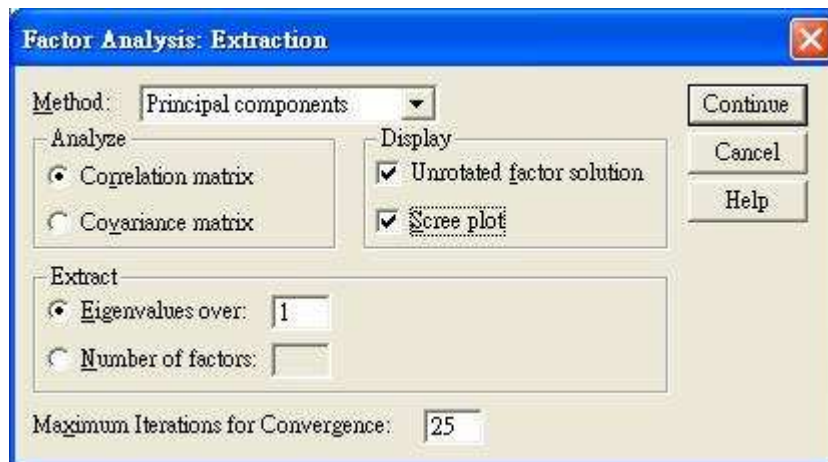 Factor Analysis: Extraction
Method: Principal components
Continue
Analyze
Display
Correlation matrix
Unrotated factor solution
Cancel
Covariance matrix
Scree plot
Help
Extract
Eigenvalues over: 1
Number of factors:
Maximum Iterations for Convergence: 25